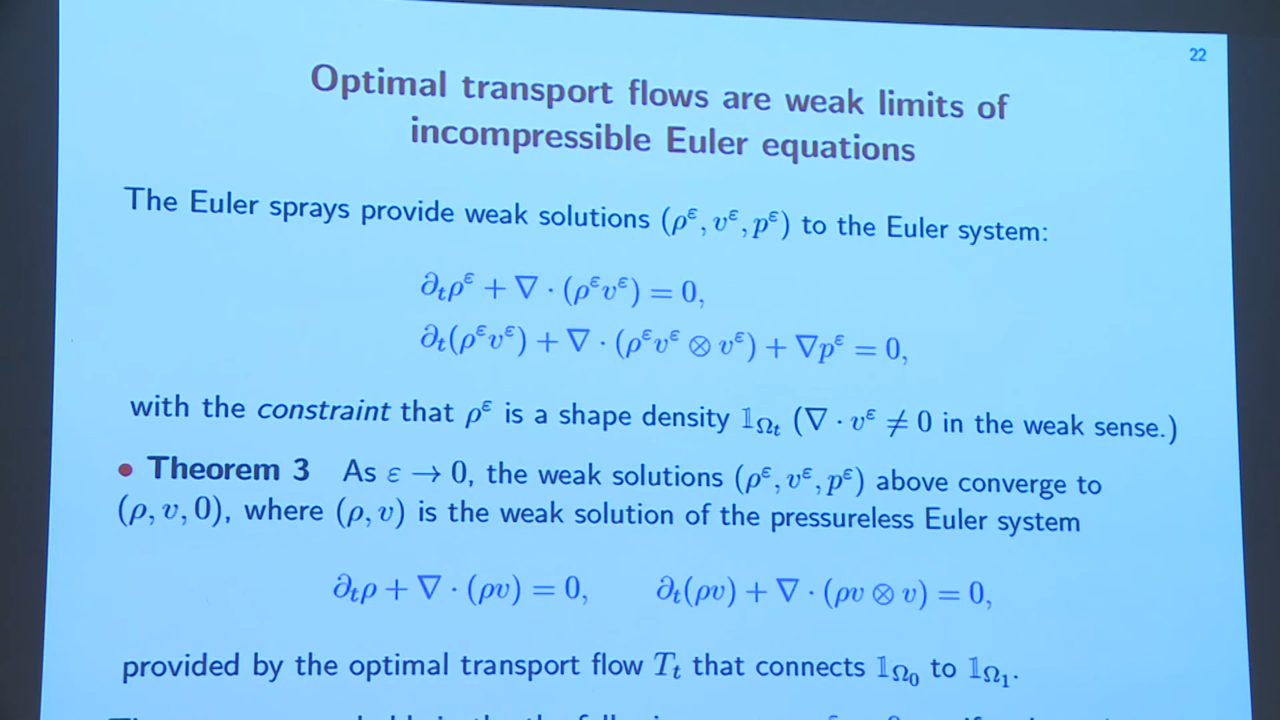 22
Optimal transport flows are weak limits of
incompressible Euler equations
The Euler sprays provide weak solutions (ρ^ε, v^ε, p^ε) to the Euler system:
∂_tρ^ε + ∇ · (ρ^εv^ε) = 0,
∂_t(ρ^εv^ε) + ∇ · (ρ^εv^ε ⊗ v^ε) + ∇p^ε = 0,
with the constraint that ρ^ε is a shape density 𝟙_{Ω_t} (∇ · v^ε ≠ 0 in the weak sense.)
• Theorem 3 As ε → 0, the weak solutions (ρ^ε, v^ε, p^ε) above converge to
(ρ, v, 0), where (ρ, v) is the weak solution of the pressureless Euler system
∂_tρ + ∇ · (ρv) = 0, ∂_t(ρv) + ∇ · (ρv ⊗ v) = 0,
provided by the optimal transport flow T_t that connects 𝟙_{Ω_0} to 𝟙_{Ω_1}.